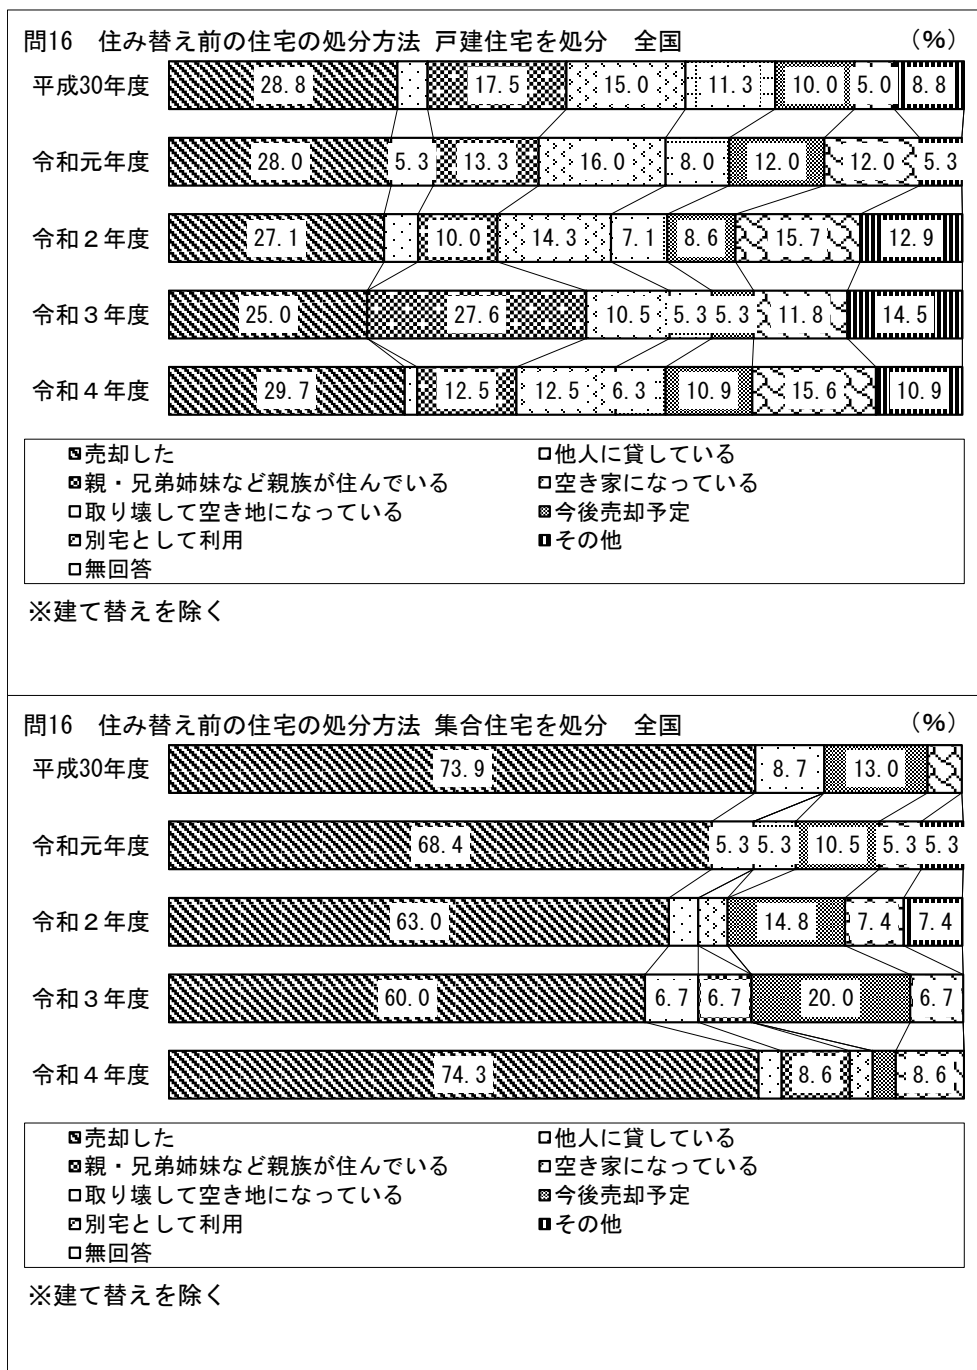 問16　住み替え前の住宅の処分方法 戸建住宅を処分　全国　（％）
平成30年度 28.8 17.5 15.0 11.3 10.0 5.0 8.8
令和元年度 28.0 5.3 13.3 16.0 8.0 12.0 12.0 5.3
令和２年度 27.1 10.0 14.3 7.1 8.6 15.7 12.9
令和３年度 25.0 27.6 10.5 5.3 5.3 11.8 14.5
令和４年度 29.7 12.5 12.5 6.3 10.9 15.6 10.9
売却した 他人に貸している
親・兄弟姉妹など親族が住んでいる 空き家になっている
取り壊して空き地になっている 今後売却予定
別宅として利用 その他
無回答
※建て替えを除く
問16　住み替え前の住宅の処分方法 集合住宅を処分　全国　（％）
平成30年度 73.9 8.7 13.0
令和元年度 68.4 5.3 5.3 10.5 5.3 5.3
令和２年度 63.0 14.8 7.4 7.4
令和３年度 60.0 6.7 6.7 20.0 6.7
令和４年度 74.3 8.6 8.6
売却した 他人に貸している
親・兄弟姉妹など親族が住んでいる 空き家になっている
取り壊して空き地になっている 今後売却予定
別宅として利用 その他
無回答
※建て替えを除く